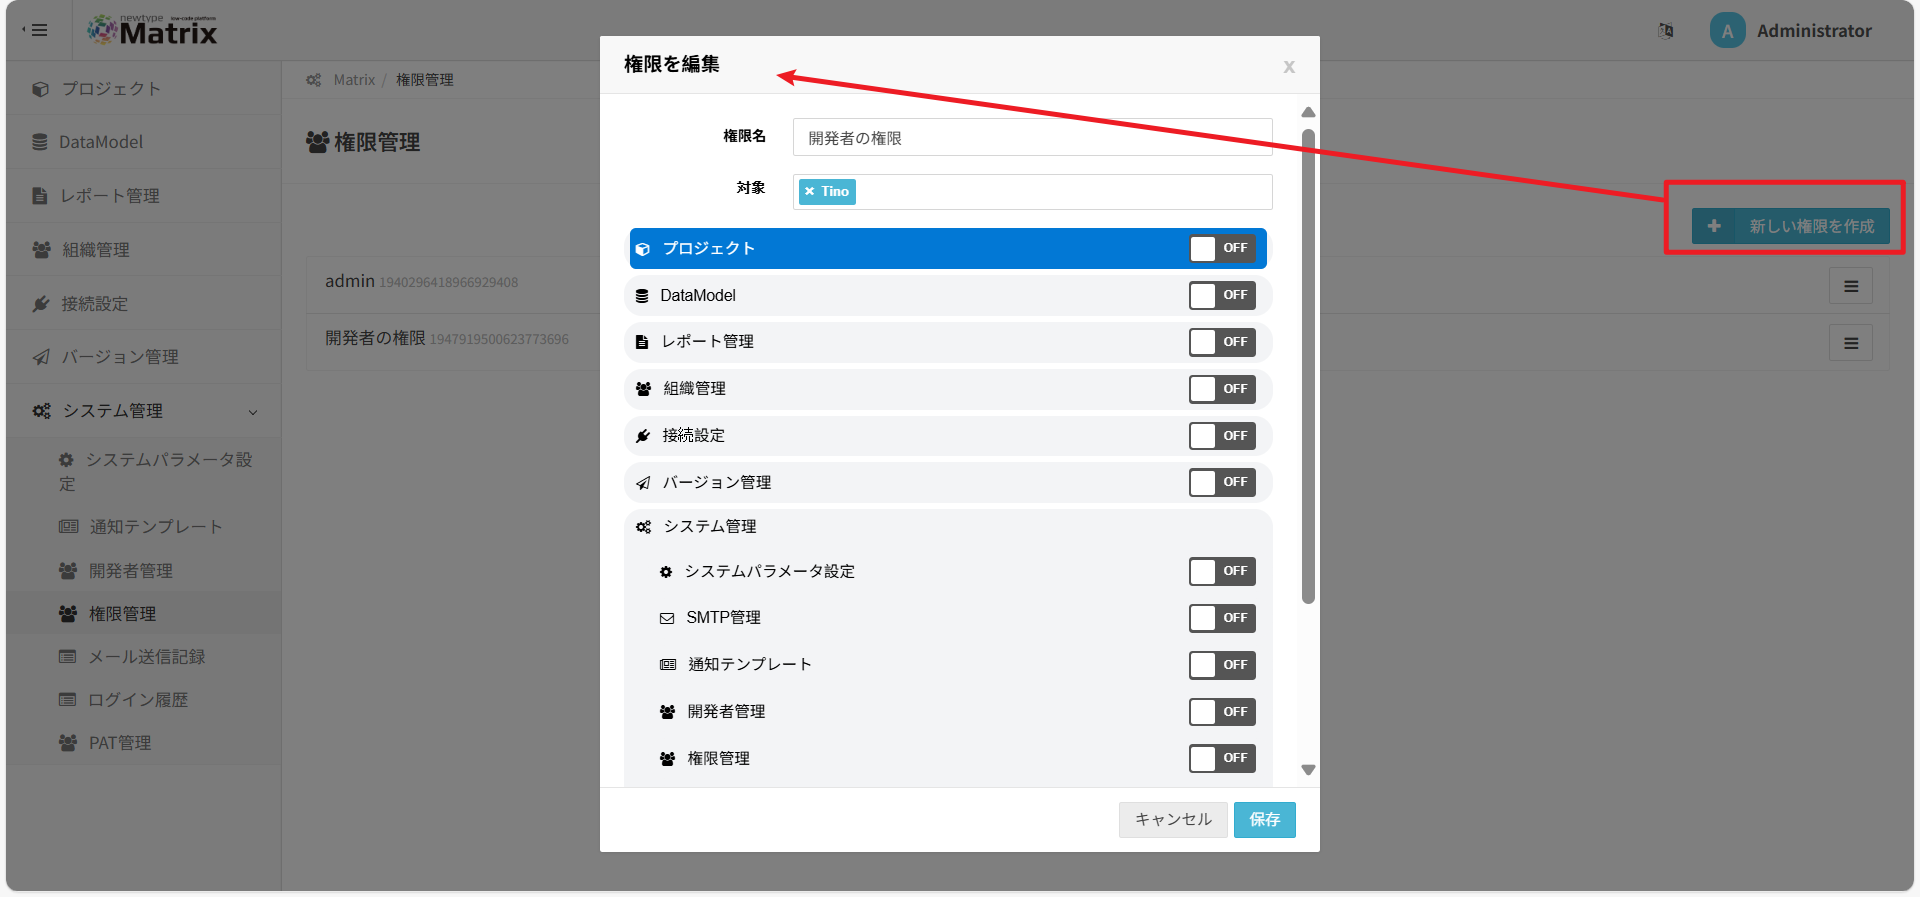 newtype low-code platform
Matrix
A
Administrator
プロジェクト
DataModel
レポート管理
組織管理
接続設定
バージョン管理
システム管理
システムパラメータ設
定
通知テンプレート
開発者管理
権限管理
メール送信記録
ログイン履歴
PAT管理
Matrix / 権限管理
権限管理
新しい権限を作成
admin 1940296418966929408
開発者の権限 1947919500623773696
権限を編集
x
権限名
開発者の権限
対象
× Tino
プロジェクト OFF
DataModel OFF
レポート管理 OFF
組織管理 OFF
接続設定 OFF
バージョン管理 OFF
システム管理
システムパラメータ設定 OFF
SMTP管理 OFF
通知テンプレート OFF
開発者管理 OFF
権限管理 OFF
キャンセル
保存